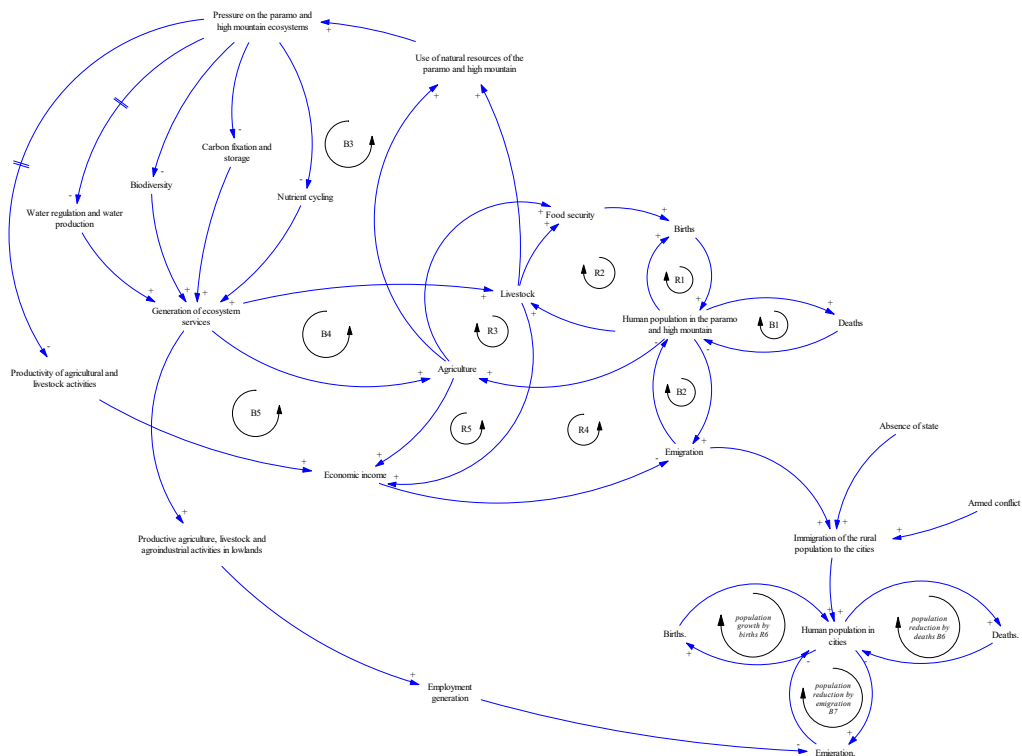 Pressure on the paramo and
high mountain ecosystems
+
Use of natural resources of the
paramo and high mountain
+
+
-
Carbon fixation and
storage
B3
-
Biodiversity
-
Nutrient cycling
-
Water regulation and water
production
+
+
Food security
+
Births
+
R2
R1
+
+
+
+
+
Generation of ecosystem
services
+
Livestock
+
+
Human population in the paramo
and high mountain
+
B1
+
Deaths
-
B4
R3
-
-
-
Productivity of agricultural and
livestock activities
+
Agriculture
+
B2
B5
R5
R4
-
Emigration
+
Absence of state
+
Economic income
+
+
-
Armed conflict
+
Productive agriculture, livestock and
agroindustrial activities in lowlands
+
+
+
Immigration of the rural
population to the cities
Births.
+
population
growth by
births R6
+
+
Human population in
cities
population
reduction by
deaths B6
+
Deaths.
-
-
+
Employment
generation
population
reduction by
emigration
B7
+
-
Emigration.